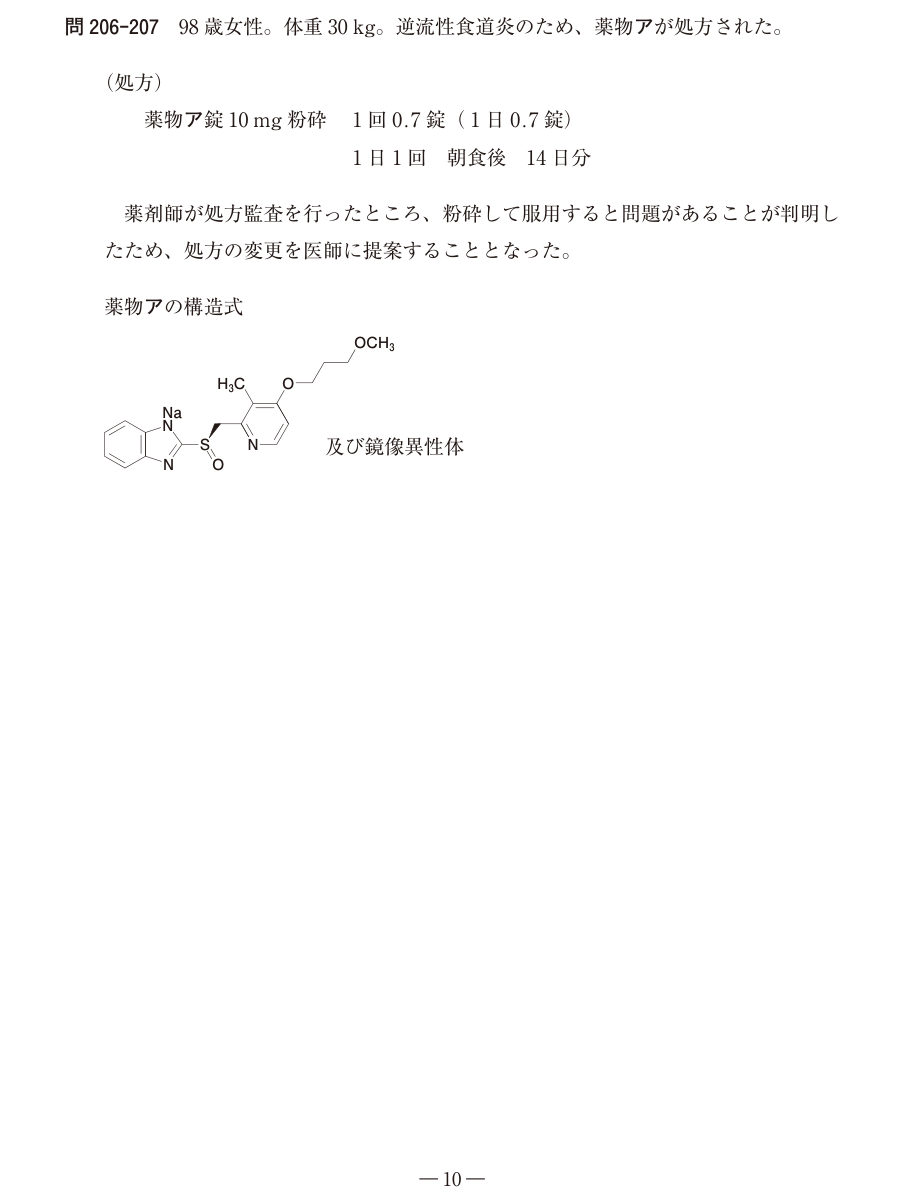 問 206-207 98 歳女性。体重 30 kg。逆流性食道炎のため、薬物アが処方された。
（処方）
薬物ア錠 10 mg 粉砕 1 回 0.7 錠（ 1 日 0.7 錠）
1 日 1 回 朝食後 14 日分
薬剤師が処方監査を行ったところ、粉砕して服用すると問題があることが判明し
たため、処方の変更を医師に提案することとなった。
薬物アの構造式
OCH₃
H₃C
O
Na
N
N
S
O
N
及び鏡像異性体
— 10 —